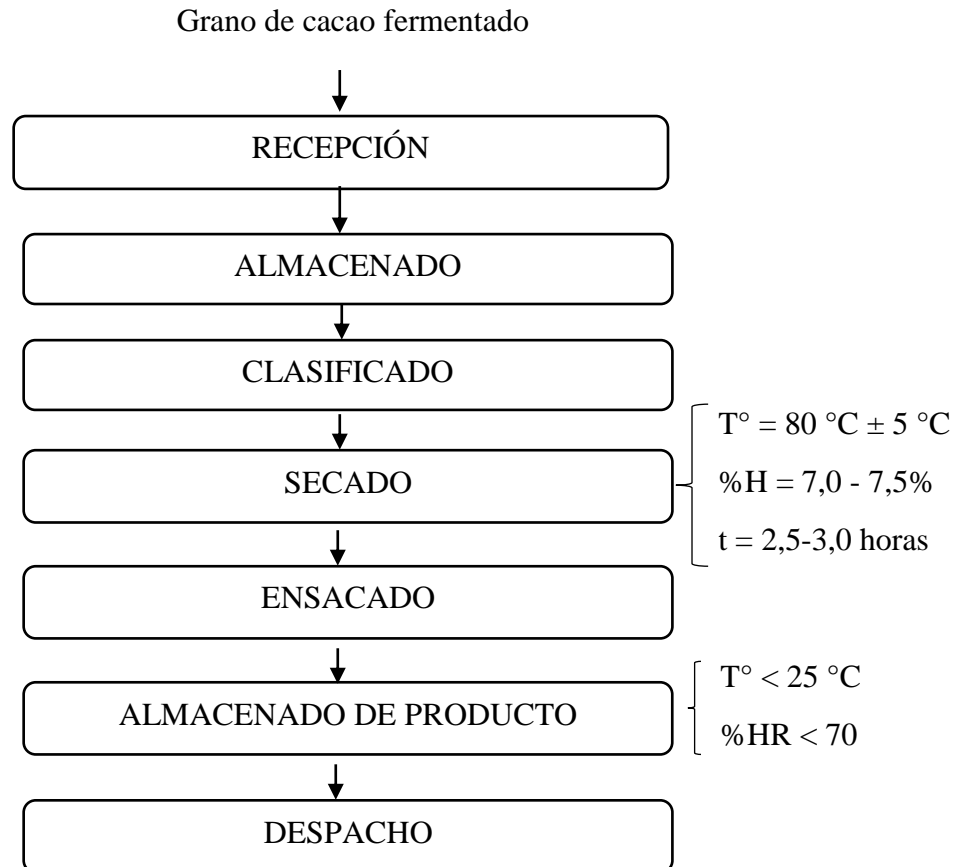 Grano de cacao fermentado
RECEPCIÓN
ALMACENADO
CLASIFICADO
SECADO
T° = 80 °C ± 5 °C
%H = 7,0 - 7,5%
t = 2,5-3,0 horas
ENSACADO
ALMACENADO DE PRODUCTO
T° < 25 °C
%HR < 70
DESPACHO